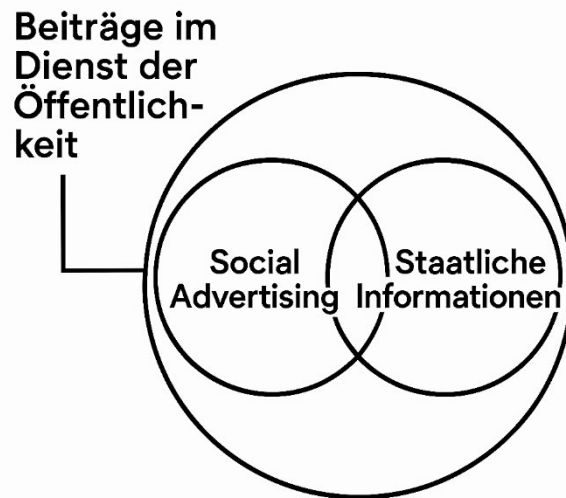 Beiträge im
Dienst der
Öffentlich-
keit
Social
Advertising
Staatliche
Informationen